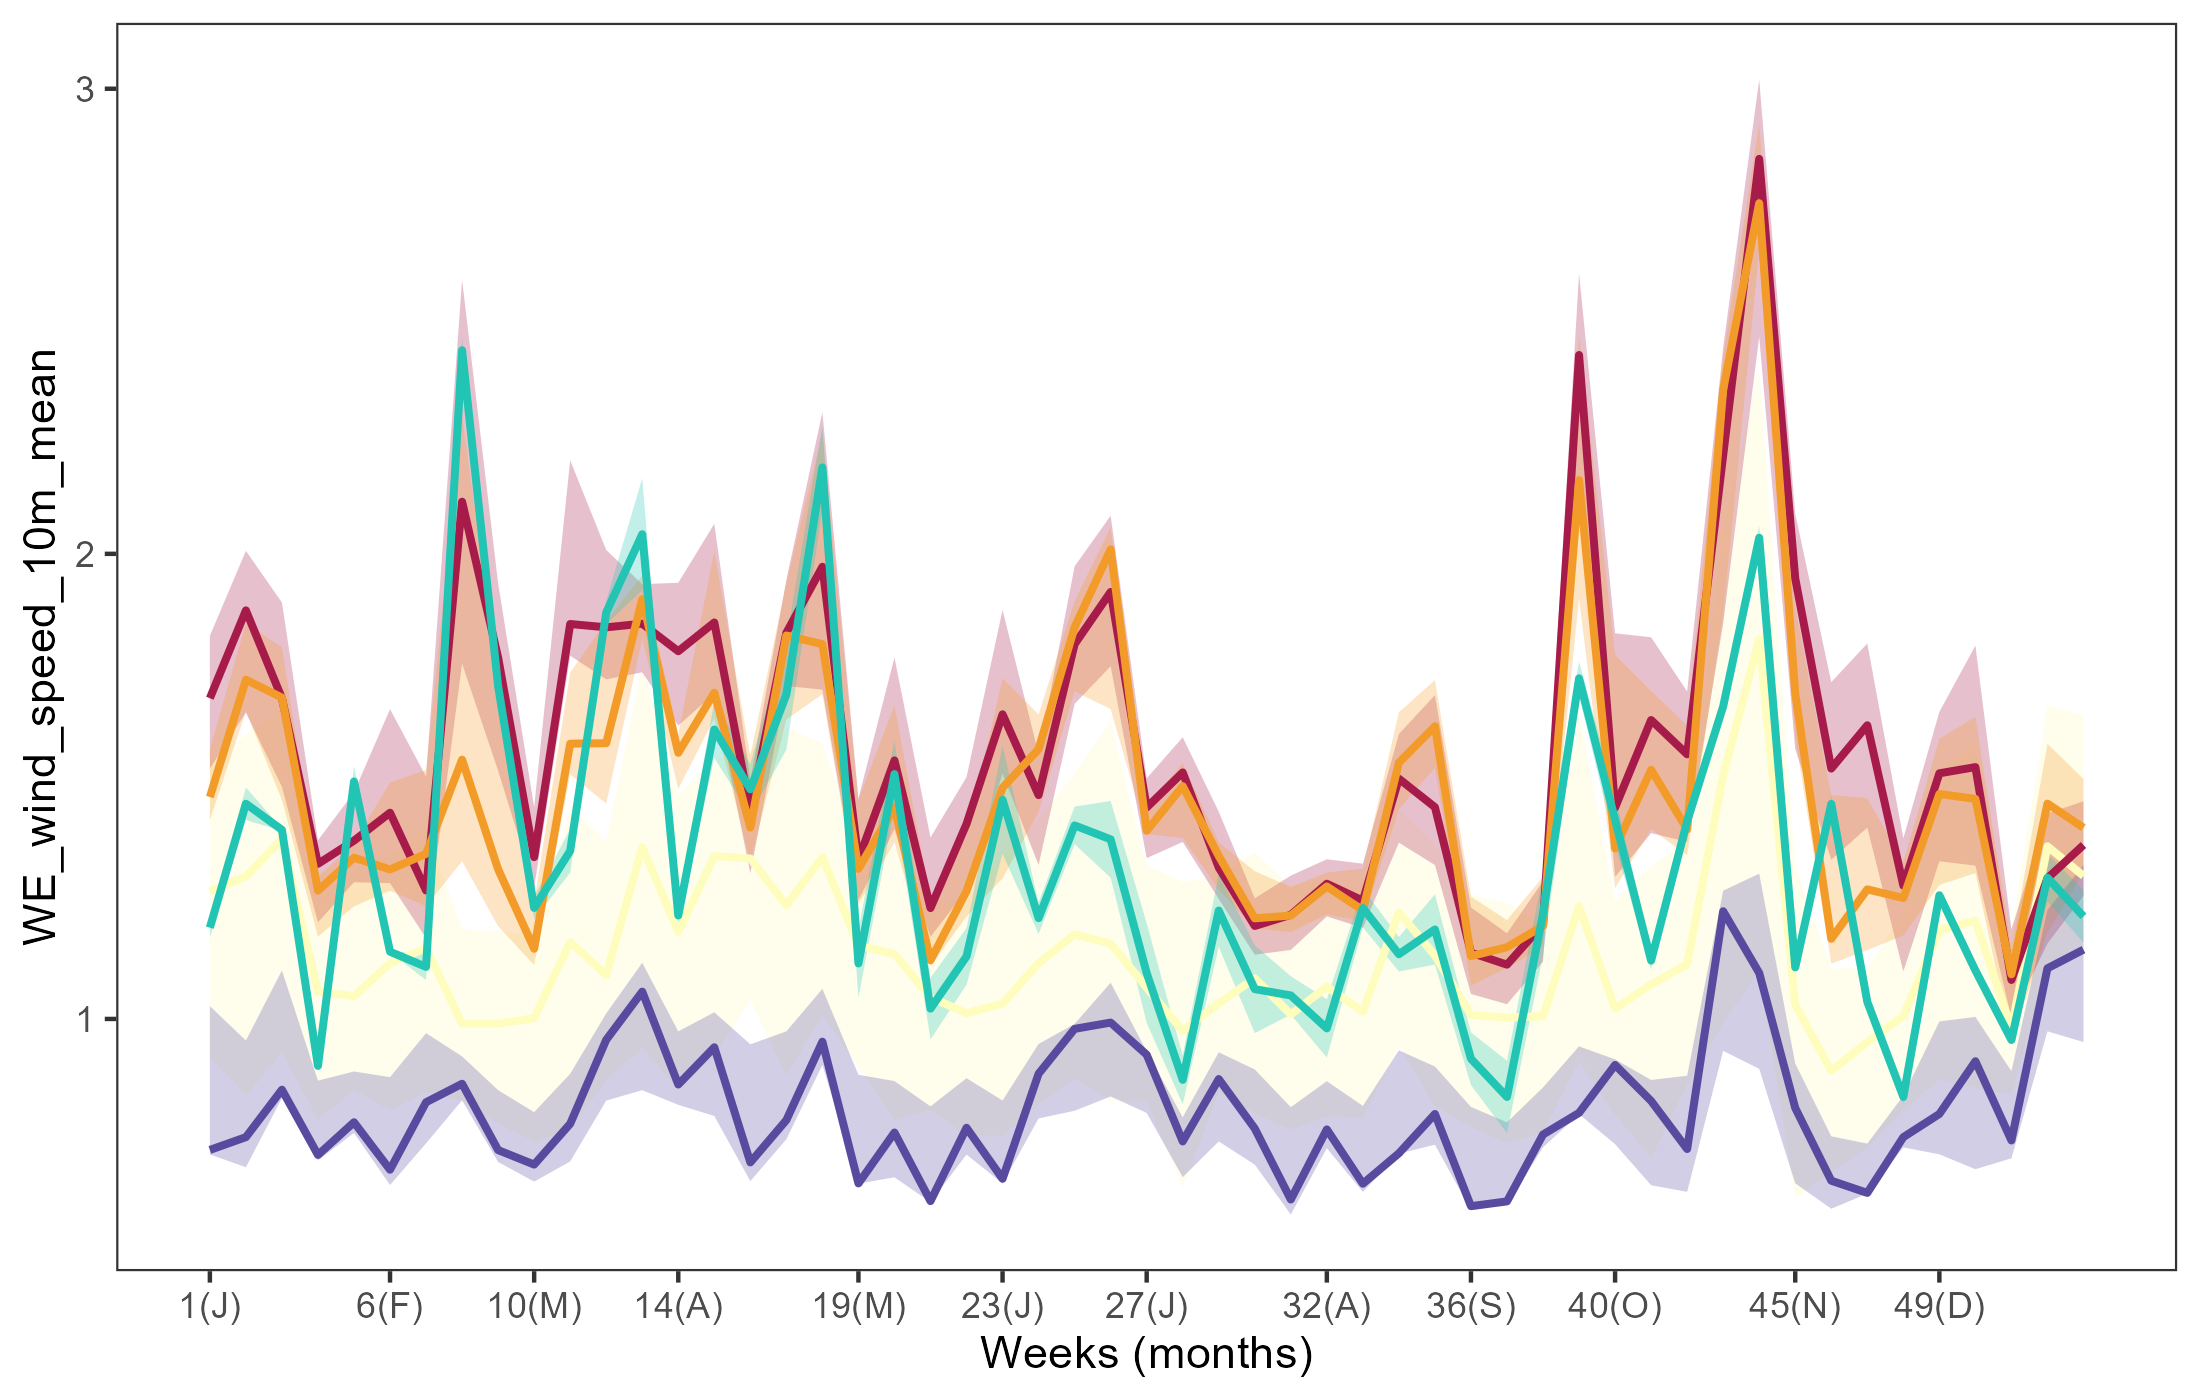 WE_wind_speed_10m_mean
3
2
1
1(J) 6(F) 10(M) 14(A) 19(M) 23(J) 27(J) 32(A) 36(S) 40(O) 45(N) 49(D)
Weeks (months)